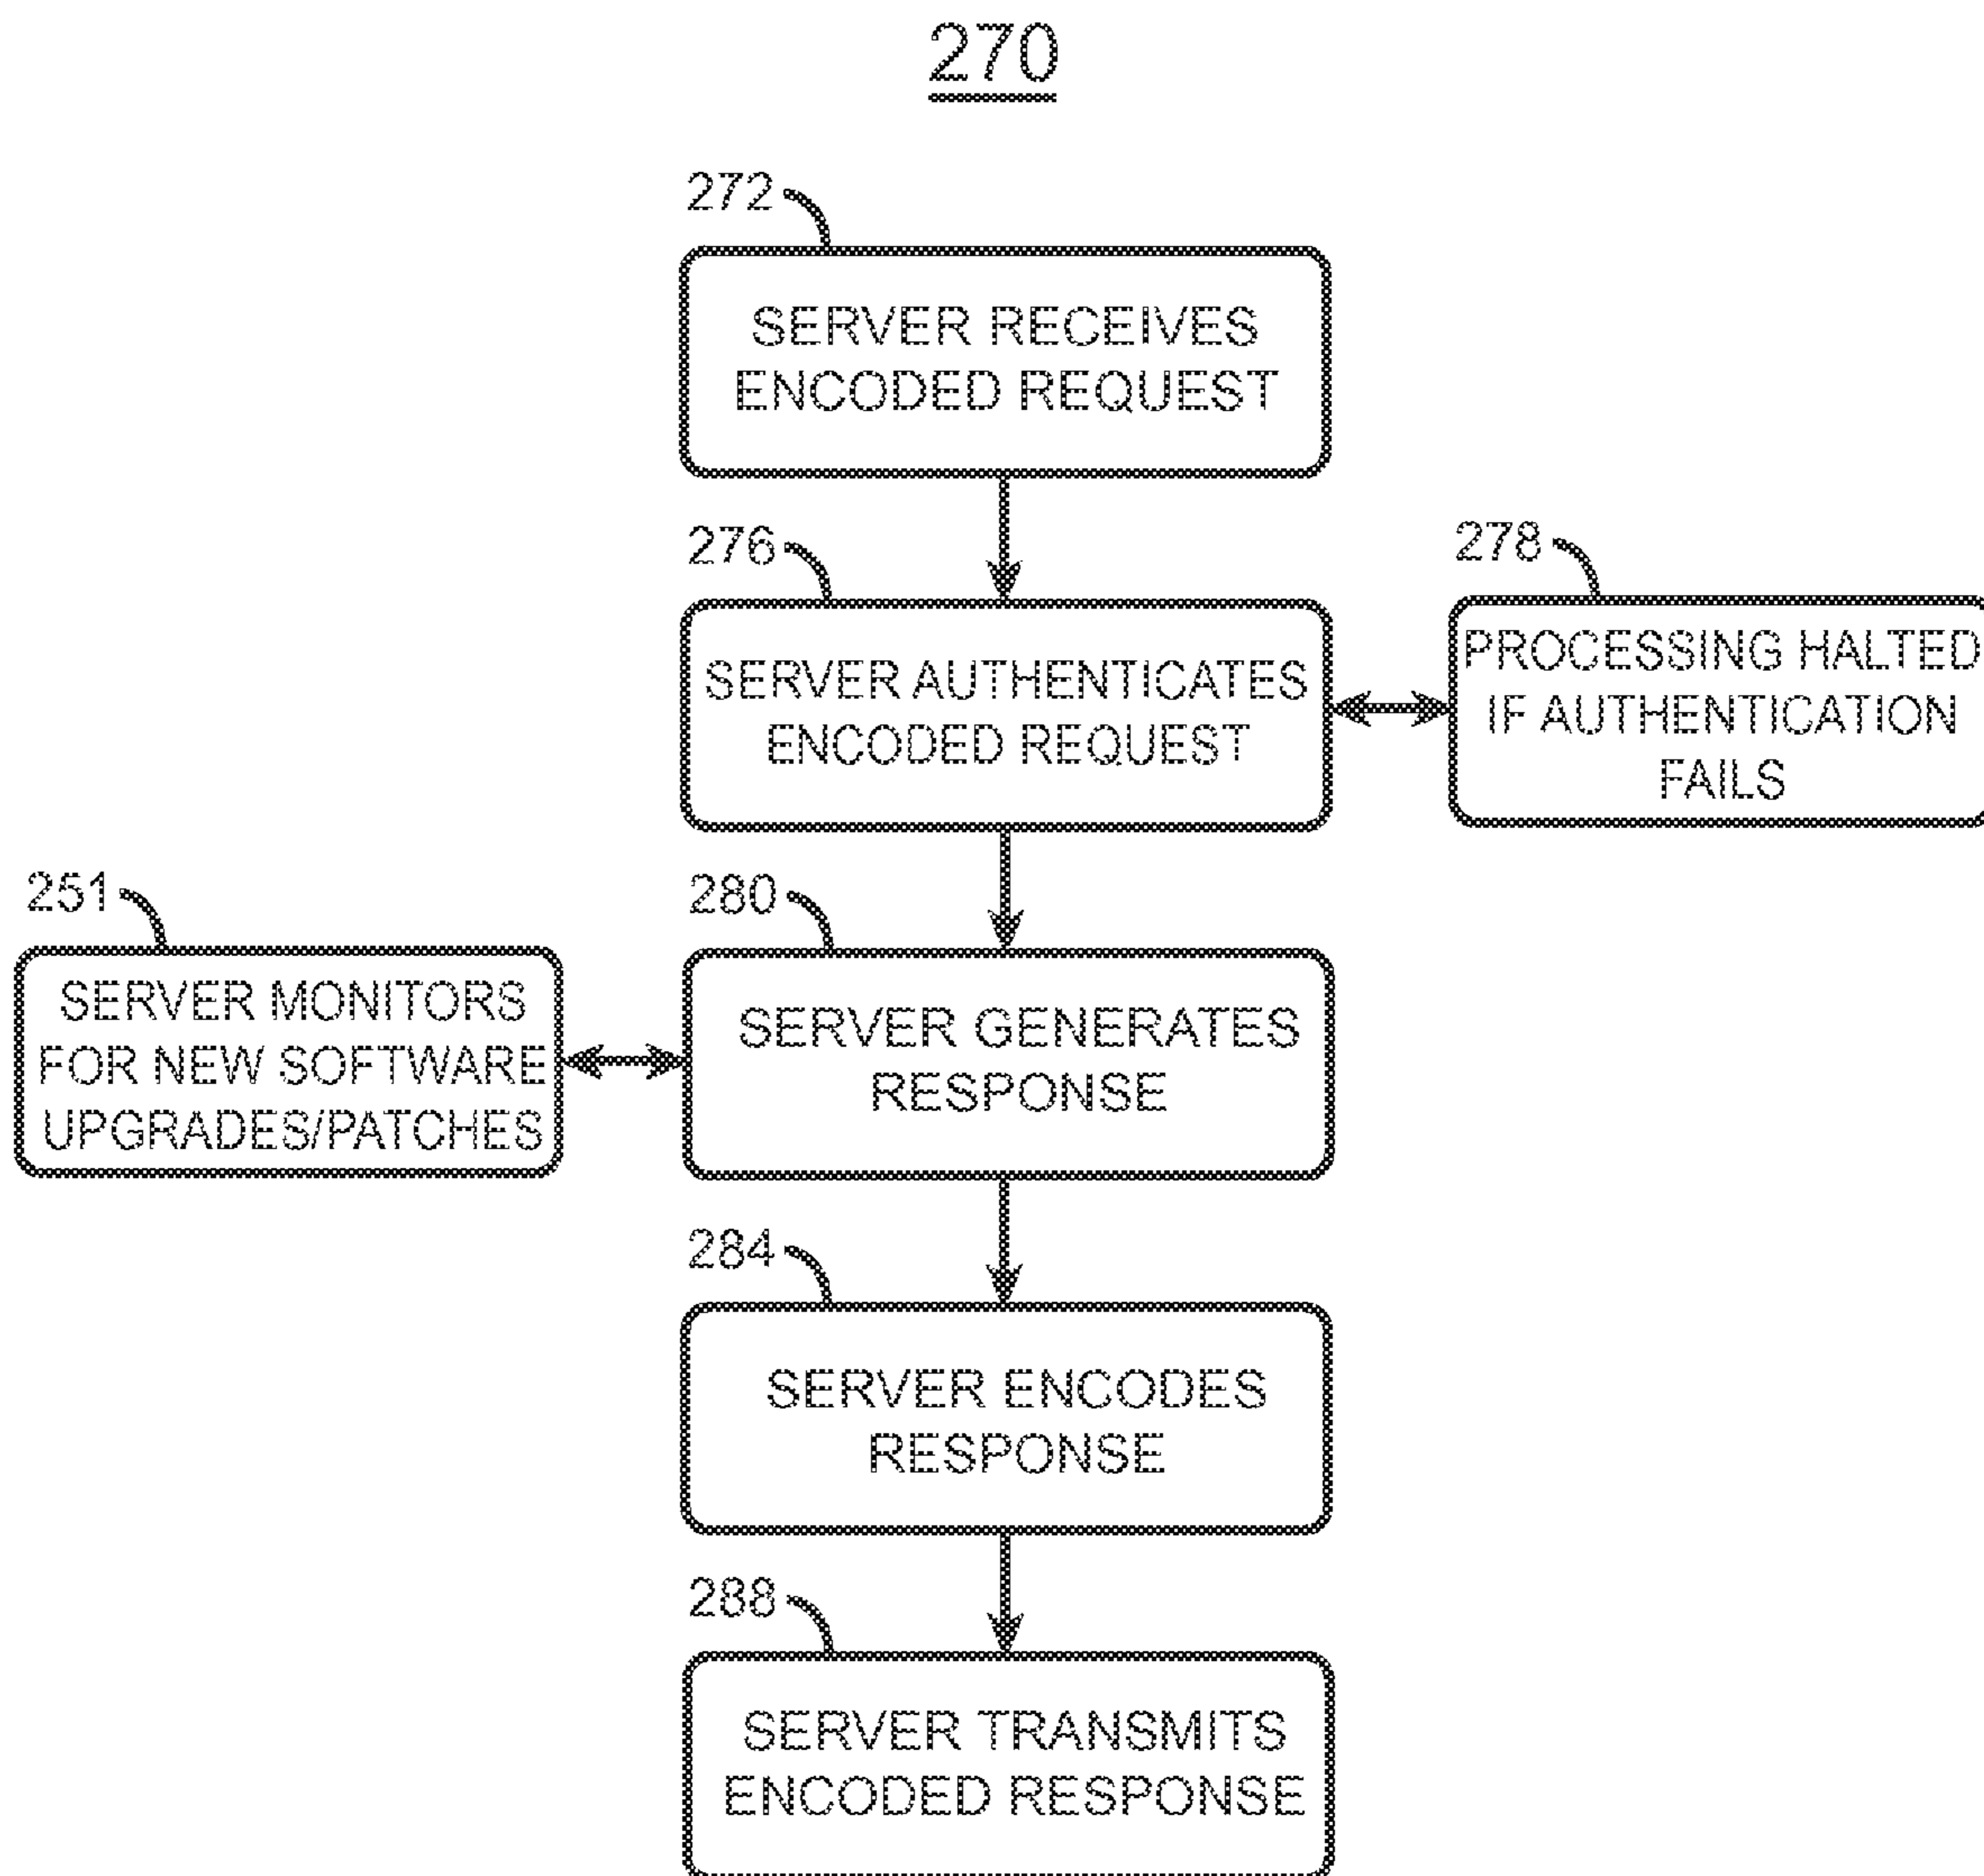 270
272
SERVER RECEIVES
ENCODED REQUEST
276
SERVER AUTHENTICATES
ENCODED REQUEST
278
PROCESSING HALTED
IF AUTHENTICATION
FAILS
251
SERVER MONITORS
FOR NEW SOFTWARE
UPGRADES/PATCHES
280
SERVER GENERATES
RESPONSE
284
SERVER ENCODES
RESPONSE
288
SERVER TRANSMITS
ENCODED RESPONSE